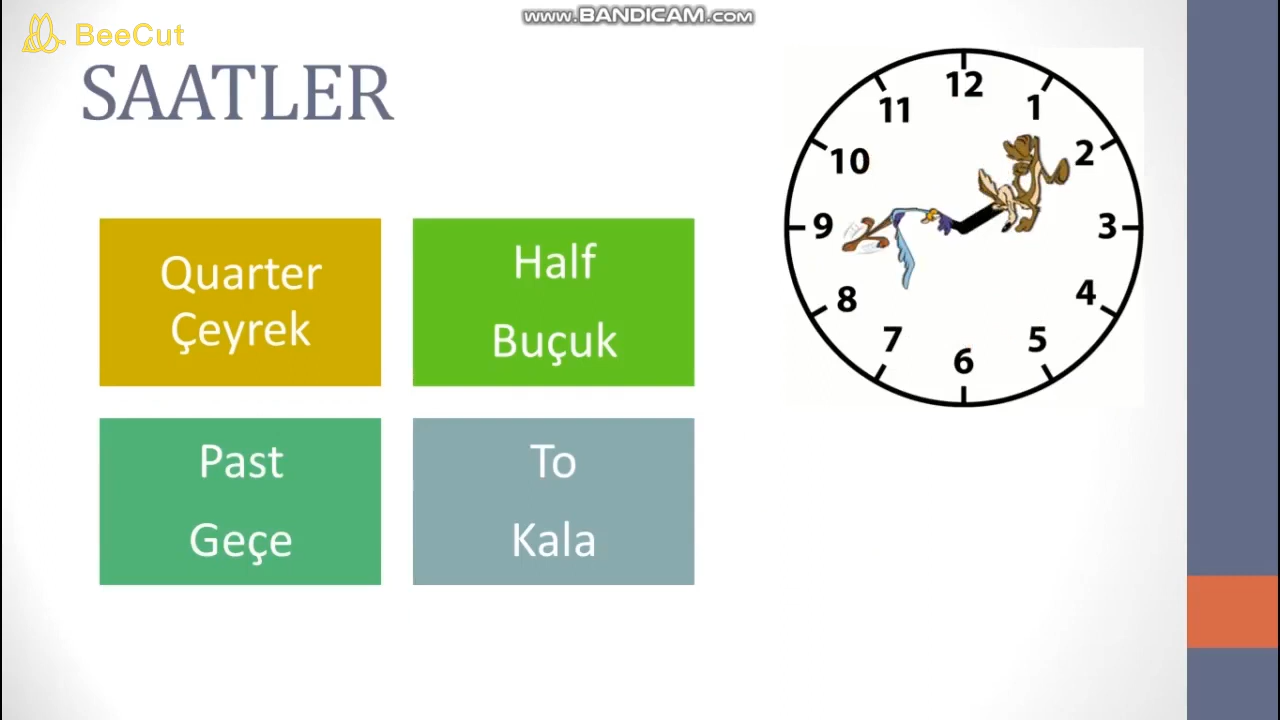 www.BANDICAM.com
BeeCut
SAATLER
Quarter
Çeyrek
Half
Buçuk
Past
Geçe
To
Kala
12
1
2
3
4
5
6
7
8
9
10
11